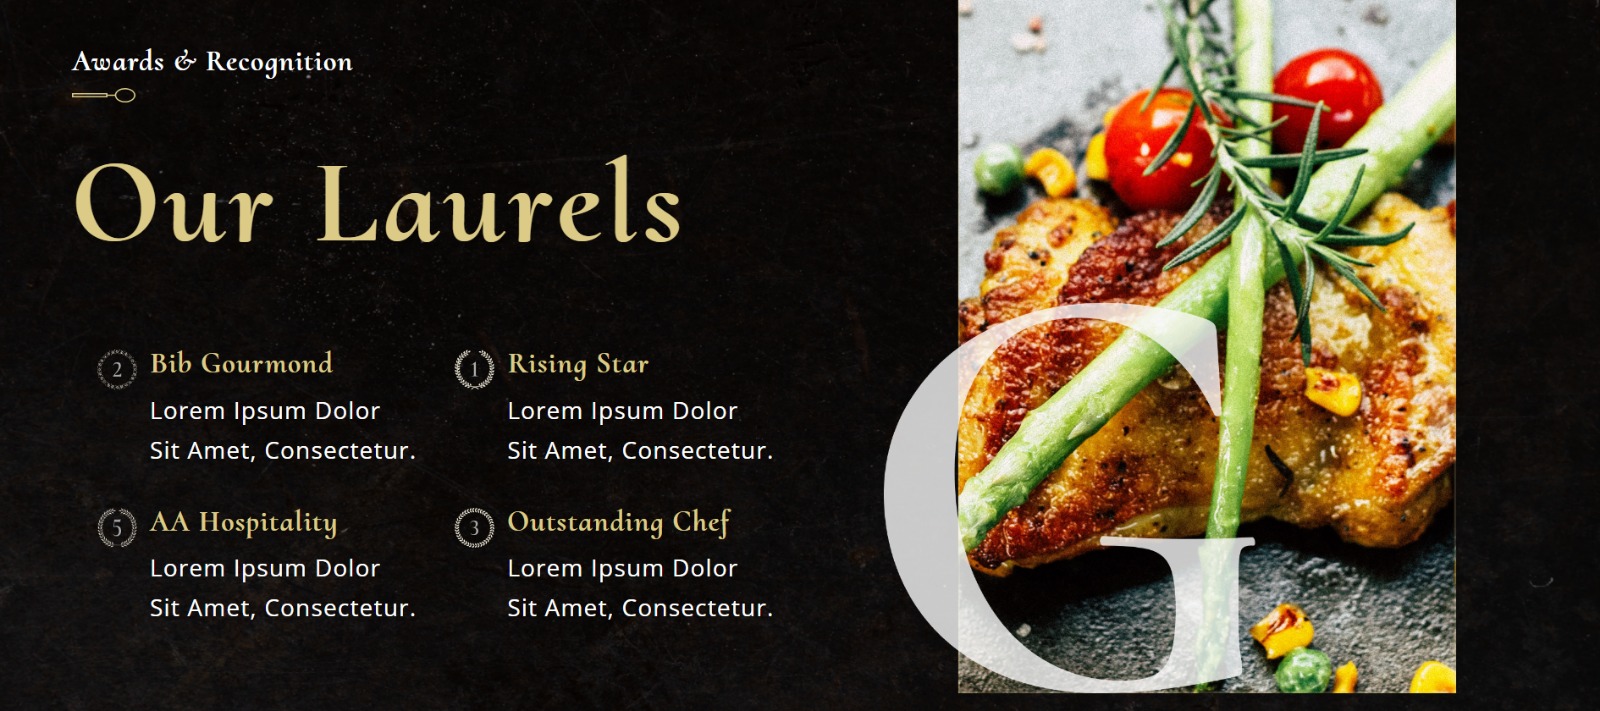 Awards & Recognition
Our Laurels
2
Bib Gourmond
Lorem Ipsum Dolor
Sit Amet, Consectetur.
1
Rising Star
Lorem Ipsum Dolor
Sit Amet, Consectetur.
5
AA Hospitality
Lorem Ipsum Dolor
Sit Amet, Consectetur.
3
Outstanding Chef
Lorem Ipsum Dolor
Sit Amet, Consectetur.
G